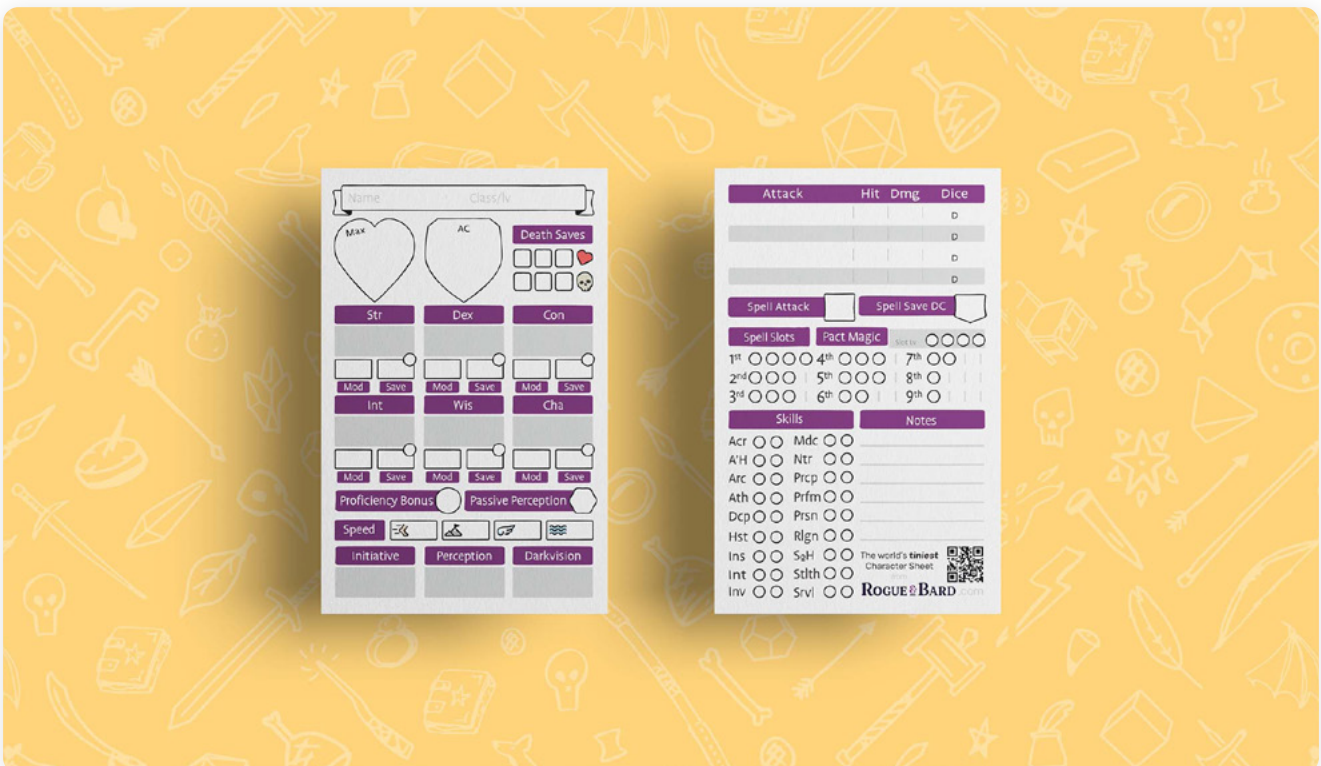 Name Class/lv
Max
AC
Death Saves
Str Dex Con
Mod Save Mod Save Mod Save
Int Wis Cha
Mod Save Mod Save Mod Save
Proficiency Bonus Passive Perception
Speed
Initiative Perception Darkvision
Attack Hit Dmg Dice
D
D
D
D
Spell Attack Spell Save DC
Spell Slots Pact Magic Slot lv
1st 4th 7th
2nd 5th 8th
3rd 6th 9th
Skills Notes
Acr Mdc
A'H Ntr
Arc Prcp
Ath Prfm
Dcp Prsn
Hst Rlgn
Ins SoH
Int Stlth
Inv Srvl
The world's tiniest
Character Sheet
ROGUE & BARD.com